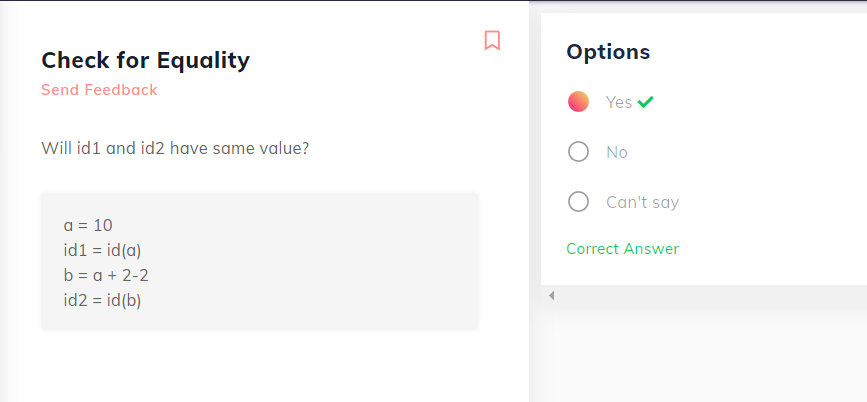 Check for Equality
Send Feedback
Will id1 and id2 have same value?
a = 10
id1 = id(a)
b = a + 2-2
id2 = id(b)
Options
Yes
No
Can't say
Correct Answer